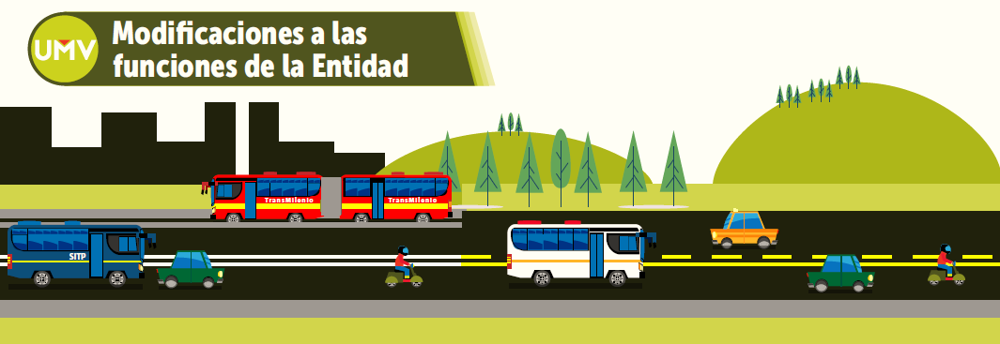 UMV
Modificaciones a las
funciones de la Entidad
TransMilenio
TransMilenio
SITP